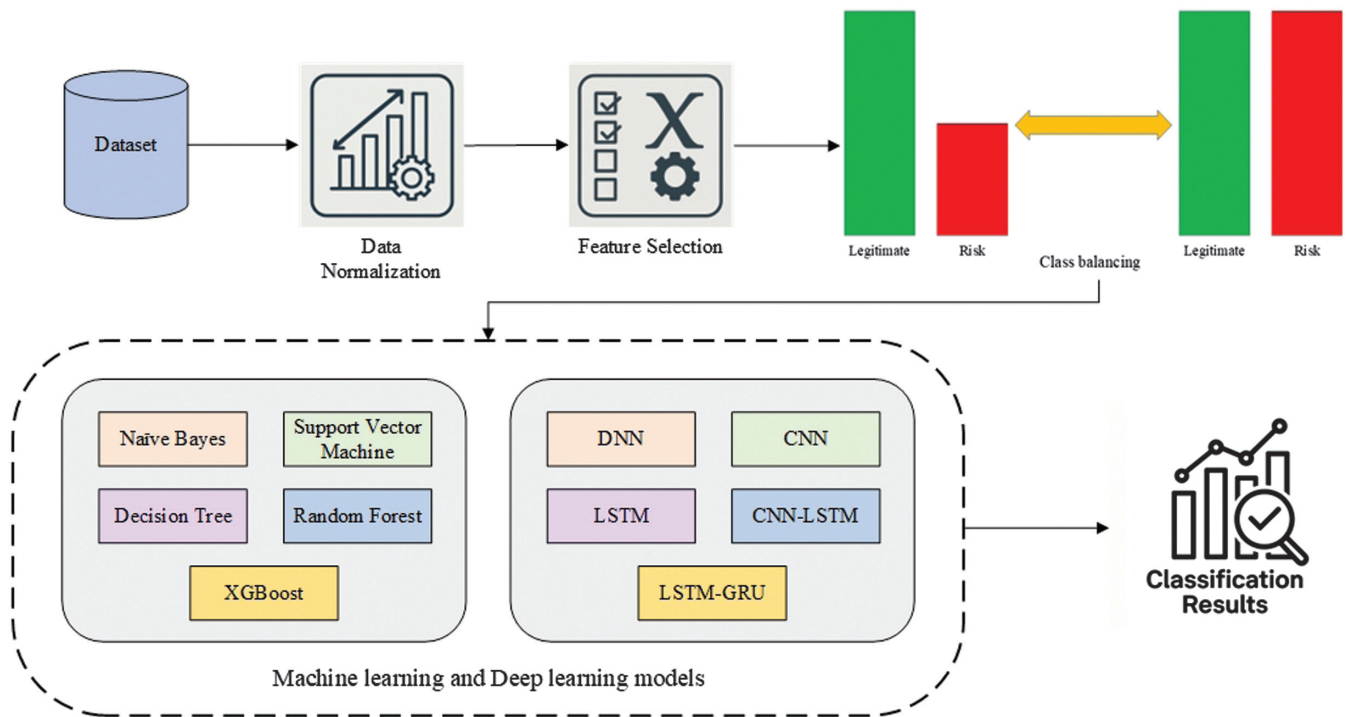 Dataset
Data
Normalization
Feature Selection
X
Legitimate
Risk
Class balancing
Legitimate
Risk
Naïve Bayes
Support Vector
Machine
Decision Tree
Random Forest
XGBoost
DNN
CNN
LSTM
CNN-LSTM
LSTM-GRU
Machine learning and Deep learning models
Classification
Results